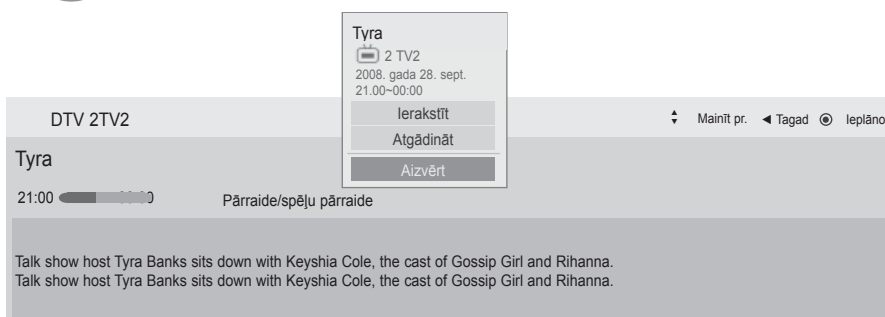 Tyra
2 TV2
2008. gada 28. sept.
21.00~00:00
Ierakstīt
Atgādināt
Aizvērt
DTV 2TV2
Mainīt pr. Tagad Ieplāno
Tyra
21:00
Pārraide/spēļu pārraide
Talk show host Tyra Banks sits down with Keyshia Cole, the cast of Gossip Girl and Rihanna.
Talk show host Tyra Banks sits down with Keyshia Cole, the cast of Gossip Girl and Rihanna.